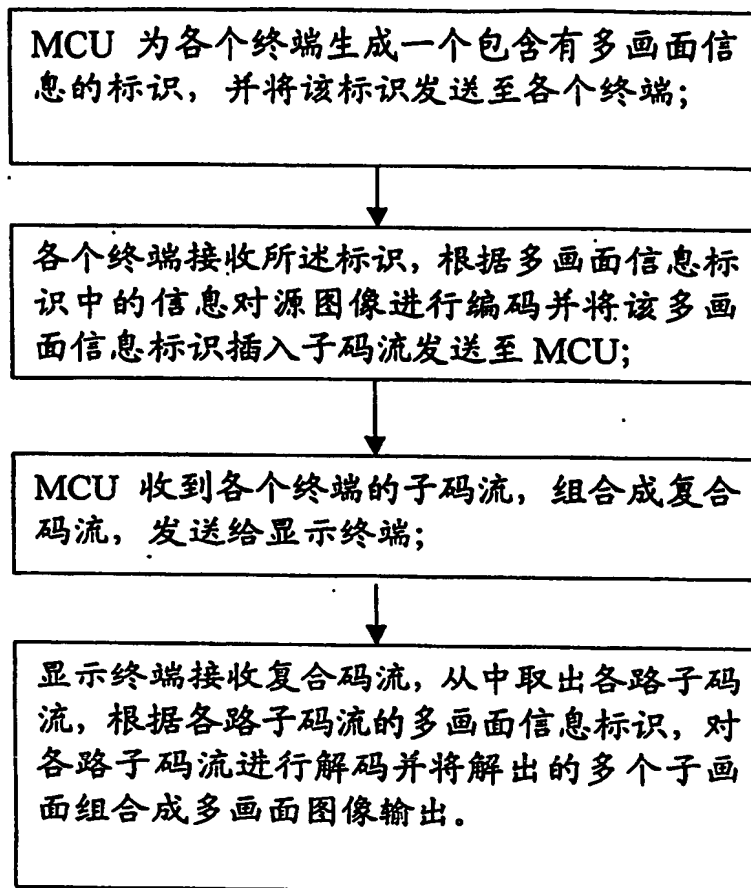 MCU 为各个终端生成一个包含有多画面信
息的标识，并将该标识发送至各个终端；
各个终端接收所述标识，根据多画面信息标
识中的信息对源图像进行编码并将该多画
面信息标识插入子码流发送至 MCU；
MCU 收到各个终端的子码流，组合成复合
码流，发送给显示终端；
显示终端接收复合码流，从中取出各路子码
流，根据各路子码流的多画面信息标识，对
各路子码流进行解码并将解出的多个子画
面组合成多画面图像输出。